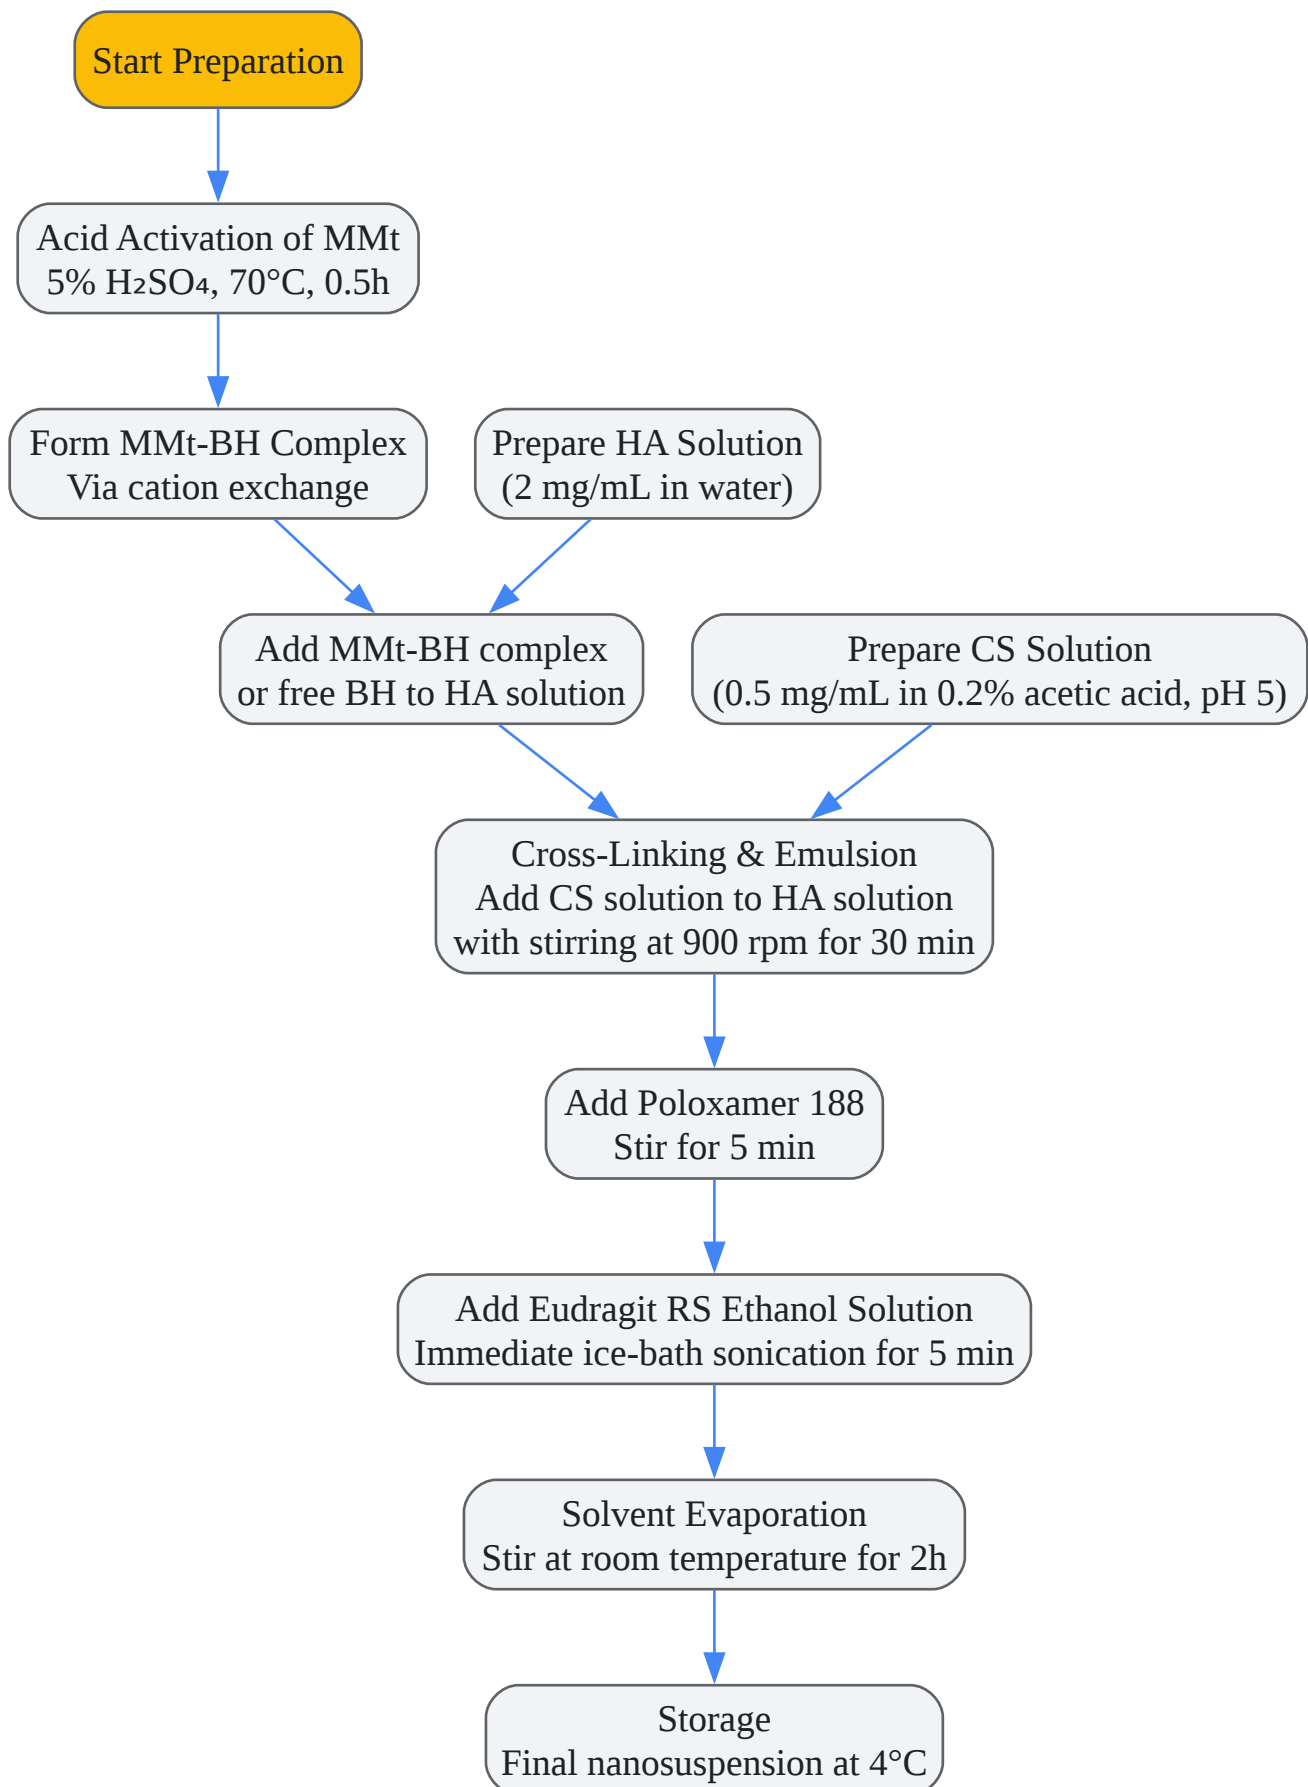 Start Preparation
Acid Activation of MMt
5% H₂SO₄, 70°C, 0.5h
Form MMt-BH Complex
Via cation exchange
Prepare HA Solution
(2 mg/mL in water)
Add MMt-BH complex
or free BH to HA solution
Prepare CS Solution
(0.5 mg/mL in 0.2% acetic acid, pH 5)
Cross-Linking & Emulsion
Add CS solution to HA solution
with stirring at 900 rpm for 30 min
Add Poloxamer 188
Stir for 5 min
Add Eudragit RS Ethanol Solution
Immediate ice-bath sonication for 5 min
Solvent Evaporation
Stir at room temperature for 2h
Storage
Final nanosuspension at 4°C